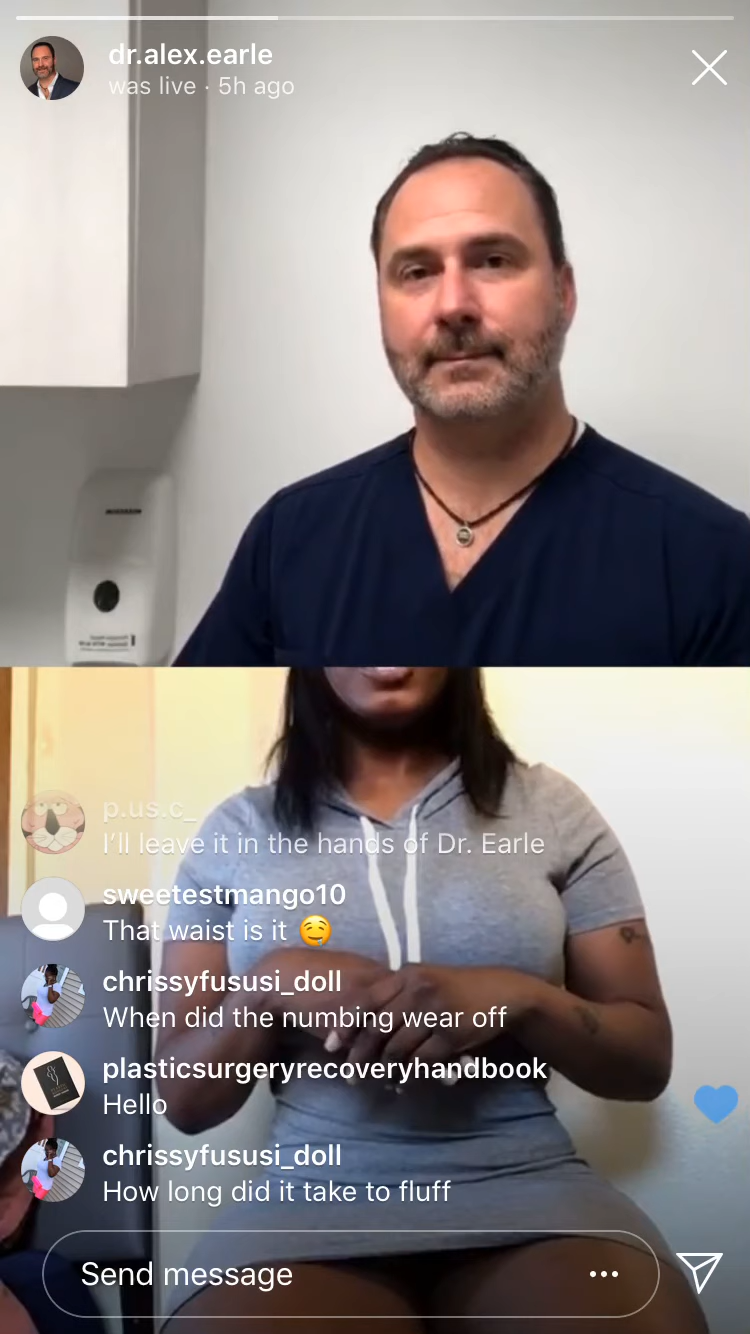 dr.alex.earle
was live · 5h ago
p.us.c_
I'll leave it in the hands of Dr. Earle
sweetestmango10
That waist is it 🤤
chrissyfususi_doll
When did the numbing wear off
plasticsurgeryrecoveryhandbook
Hello
chrissyfususi_doll
How long did it take to fluff
Send message